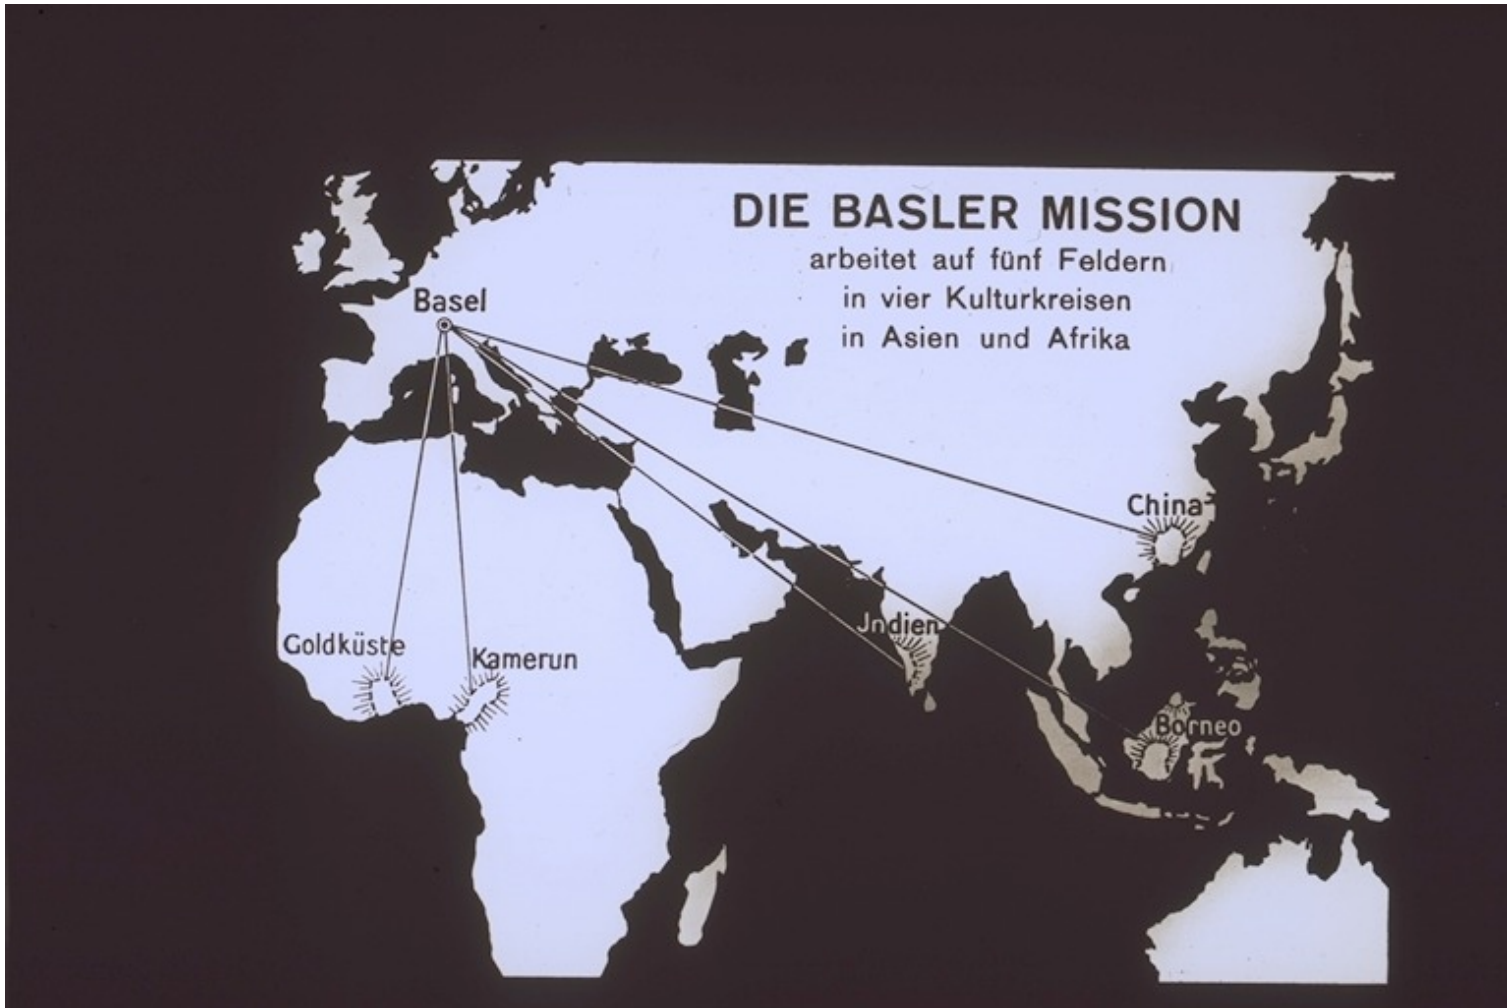 DIE BASLER MISSION
arbeitet auf fünf Feldern
in vier Kulturkreisen
in Asien und Afrika
Basel
China
Jndien
Goldküste
Kamerun
Borneo